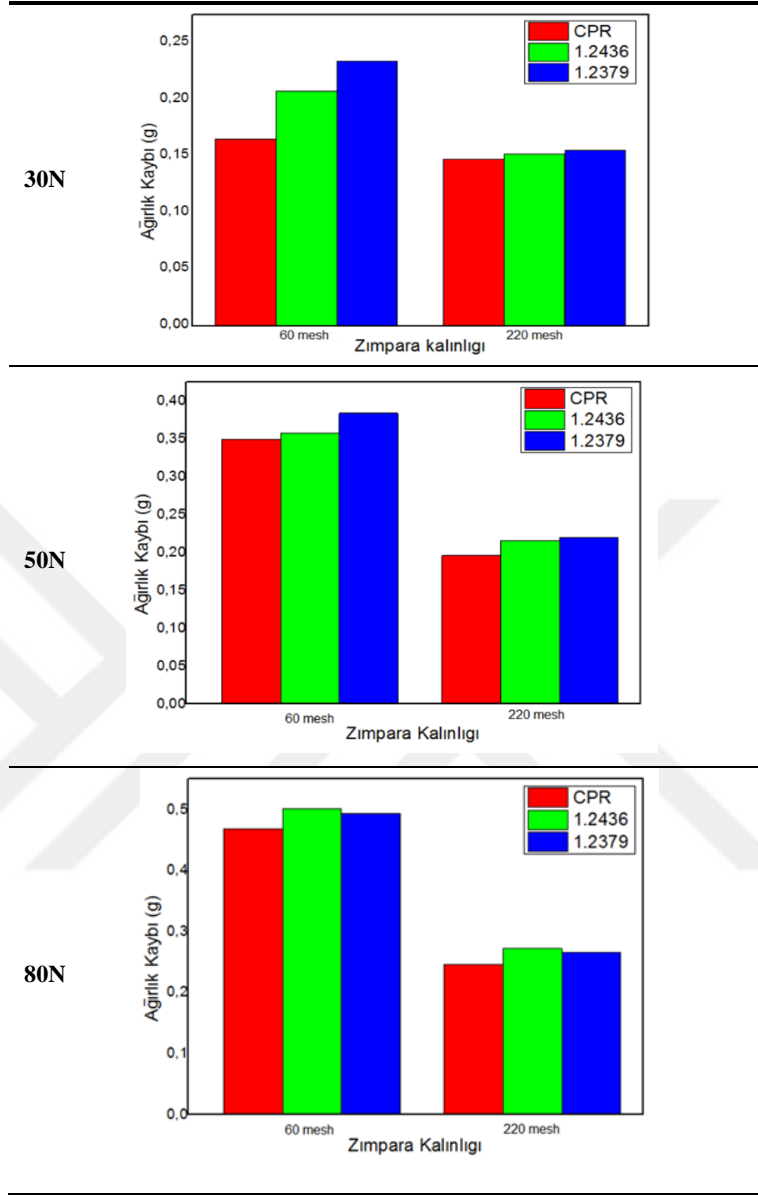 0,25
0,20
0,15
0,10
0,05
0,00
Ağırlık Kaybı (g)
CPR
1.2436
1.2379
30N
60 mesh
220 mesh
Zımpara kalınlıgı
0,40
0,35
0,30
0,25
0,20
0,15
0,10
0,05
0,00
Ağırlık Kaybı (g)
CPR
1.2436
1.2379
50N
60 mesh
220 mesh
Zımpara Kalınlıgı
0,5
0,4
0,3
0,2
0,1
0,0
Ağırlık Kaybı (g)
CPR
1.2436
1.2379
80N
60 mesh
220 mesh
Zımpara Kalınlıgı